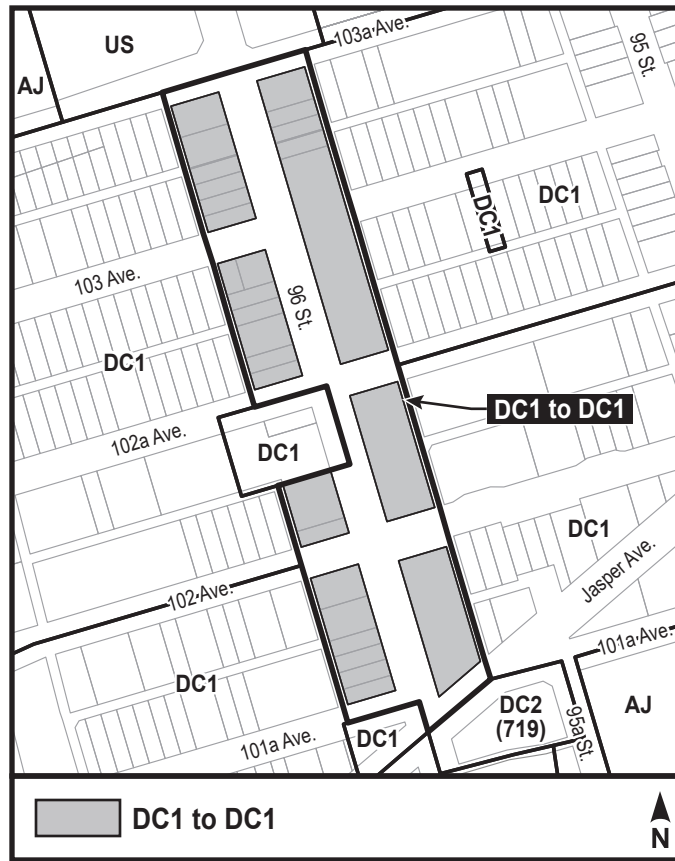 US
103a Ave.
95 St.
AJ
DC1
DC1
103 Ave.
96 St.
DC1
DC1 to DC1
102a Ave.
DC1
DC1
Jasper Ave.
102 Ave.
101a Ave.
DC1
DC2
(719)
AJ
95a St.
101a Ave.
DC1
DC1 to DC1
N